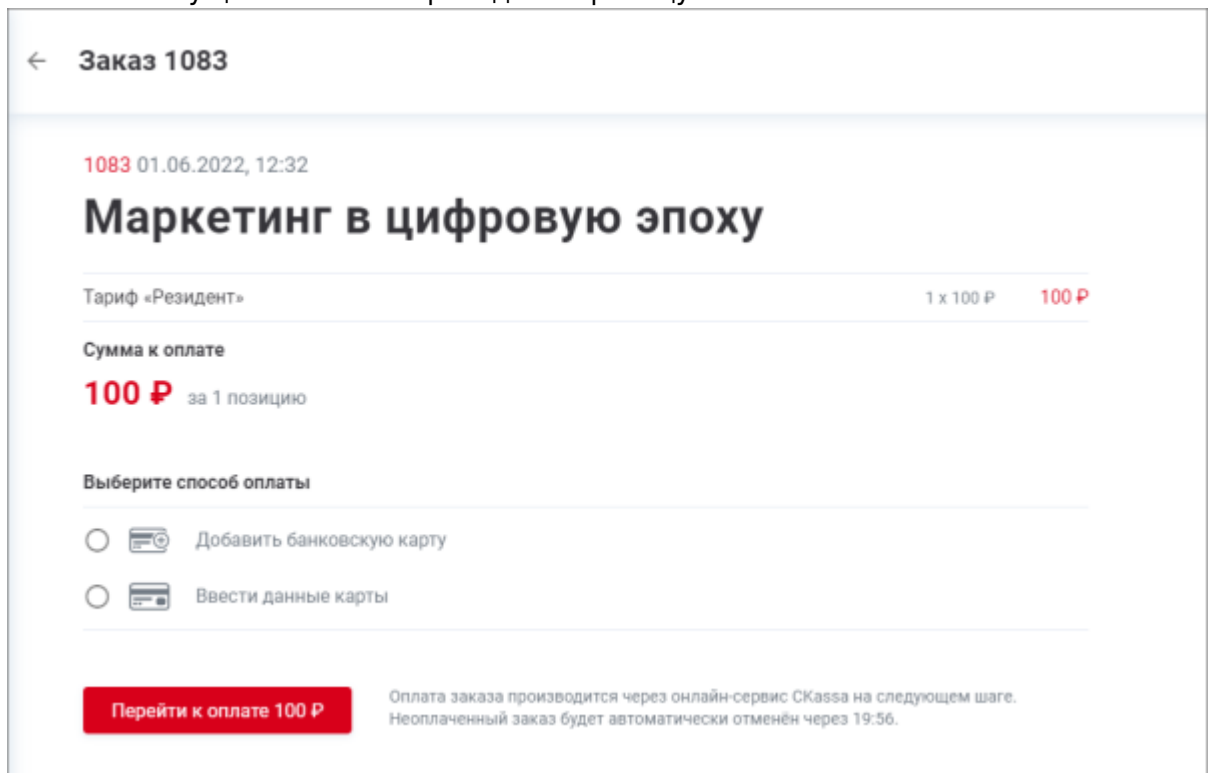 Заказ 1083
1083 01.06.2022, 12:32
Маркетинг в цифровую эпоху
Тариф «Резидент» 1 x 100 ₽ 100 ₽
Сумма к оплате
100 ₽ за 1 позицию
Выберите способ оплаты
Добавить банковскую карту
Ввести данные карты
Перейти к оплате 100 ₽
Оплата заказа производится через онлайн-сервис CKassa на следующем шаге.
Неоплаченный заказ будет автоматически отменён через 19:56.